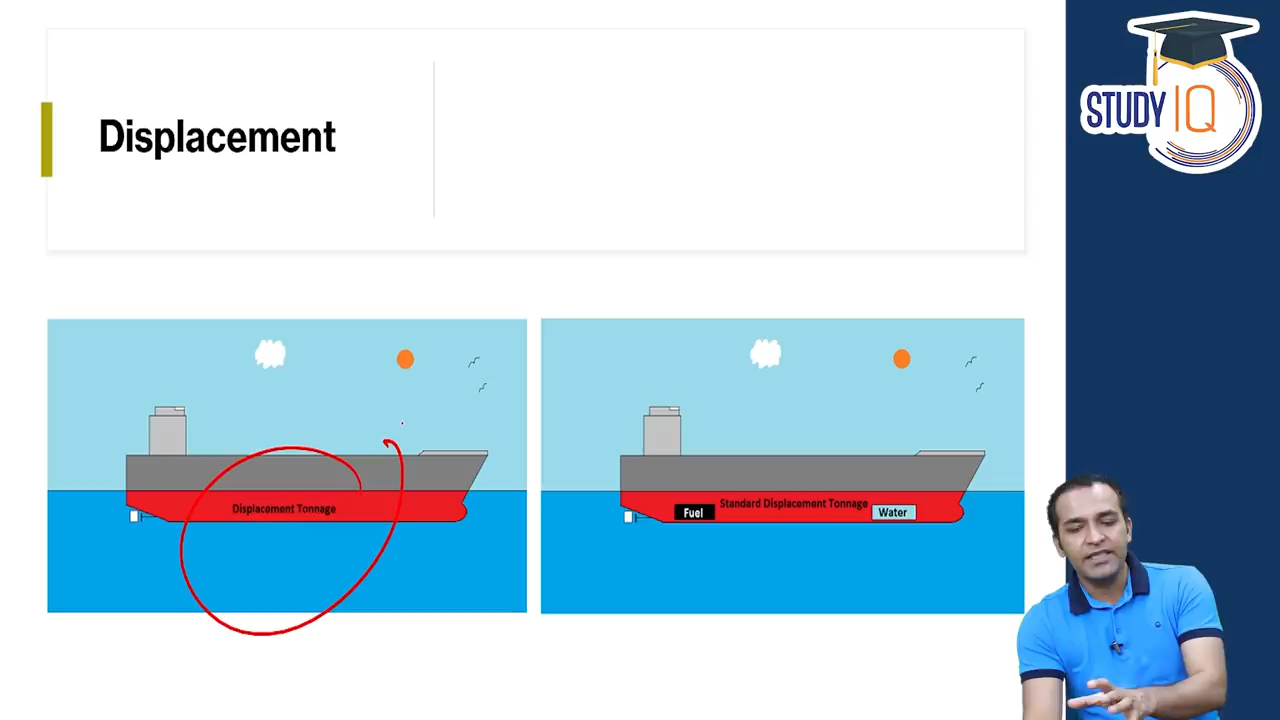 Displacement
STUDY IQ
Displacement Tonnage
Standard Displacement Tonnage
Fuel
Water